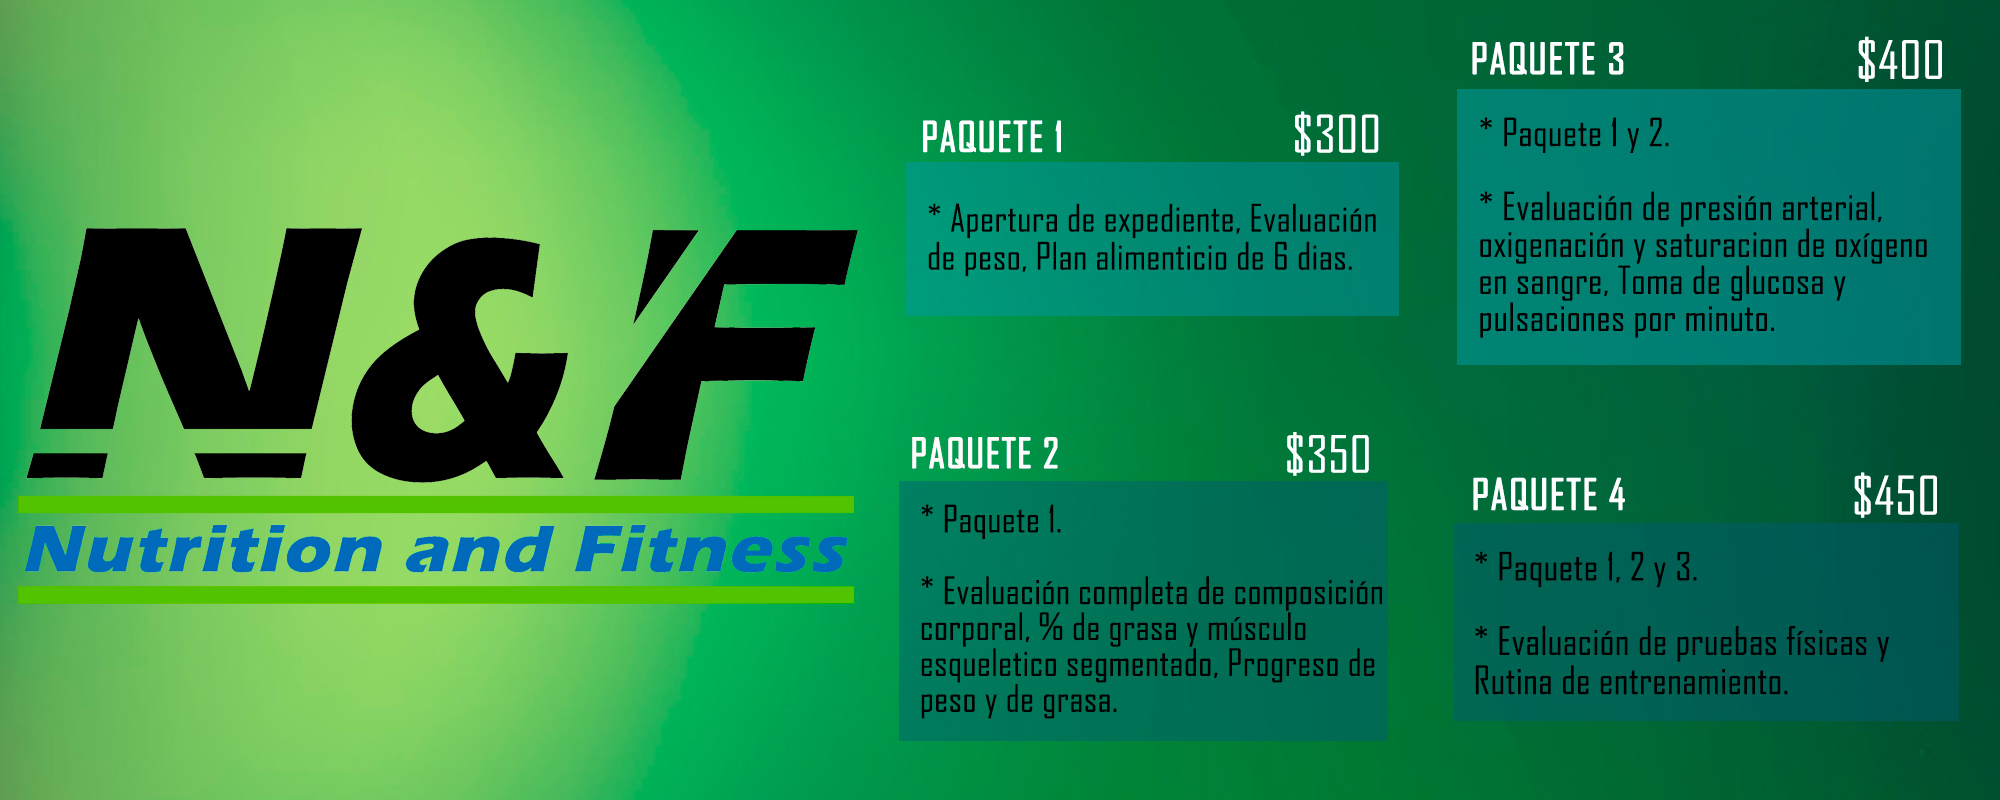 N&F
Nutrition and Fitness
PAQUETE 1 $300
* Apertura de expediente, Evaluación
de peso, Plan alimenticio de 6 dias.
PAQUETE 2 $350
* Paquete 1.
* Evaluación completa de composición
corporal, % de grasa y músculo
esqueletico segmentado, Progreso de
peso y de grasa.
PAQUETE 3 $400
* Paquete 1 y 2.
* Evaluación de presión arterial,
oxigenación y saturacion de oxígeno
en sangre, Toma de glucosa y
pulsaciones por minuto.
PAQUETE 4 $450
* Paquete 1, 2 y 3.
* Evaluación de pruebas físicas y
Rutina de entrenamiento.